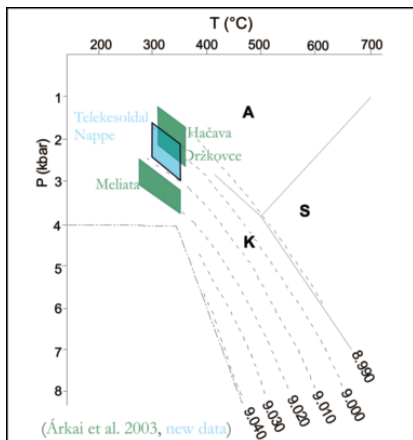 T (°C)
200 300 400 500 600 700
P (kbar)
1
2
3
4
5
6
7
8
Telekesoldal
Nappe
Hačava
Držkovce
Meliata
A
S
K
8.990
9.000
9.010
9.020
9.030
9.040
(Árkai et al. 2003, new data)